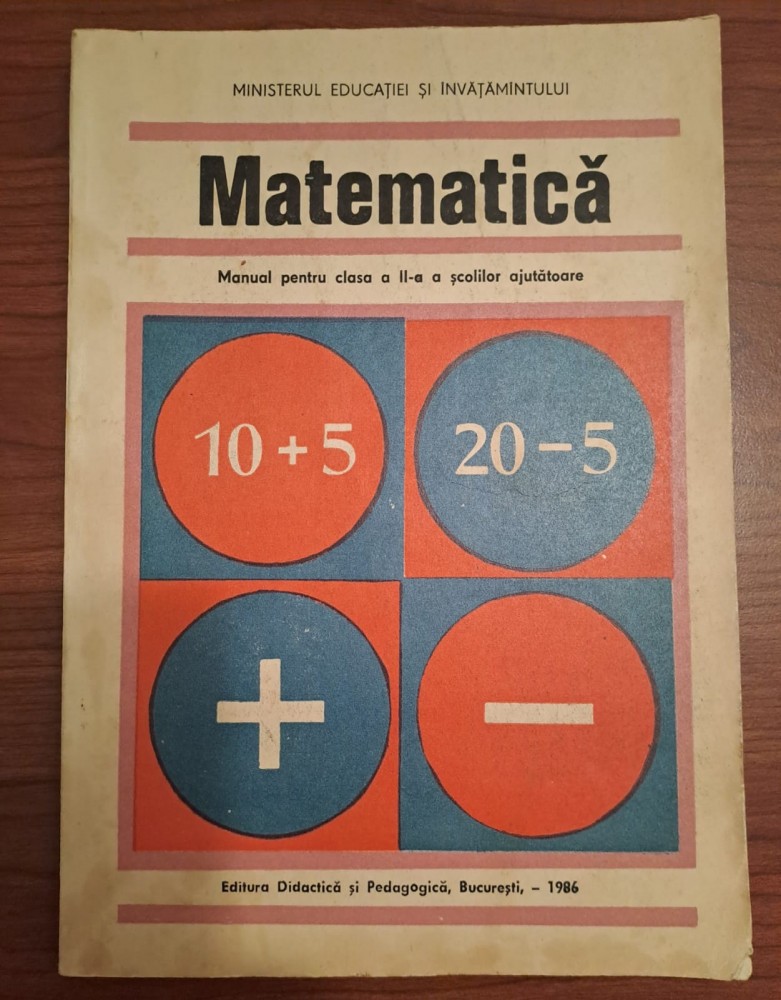 MINISTERUL EDUCAȚIEI ȘI ÎNVĂȚĂMÎNTULUI
Matematică
Manual pentru clasa a II-a a școlilor ajutătoare
10 + 5
20 - 5
+
-
Editura Didactică și Pedagogică, București, - 1986